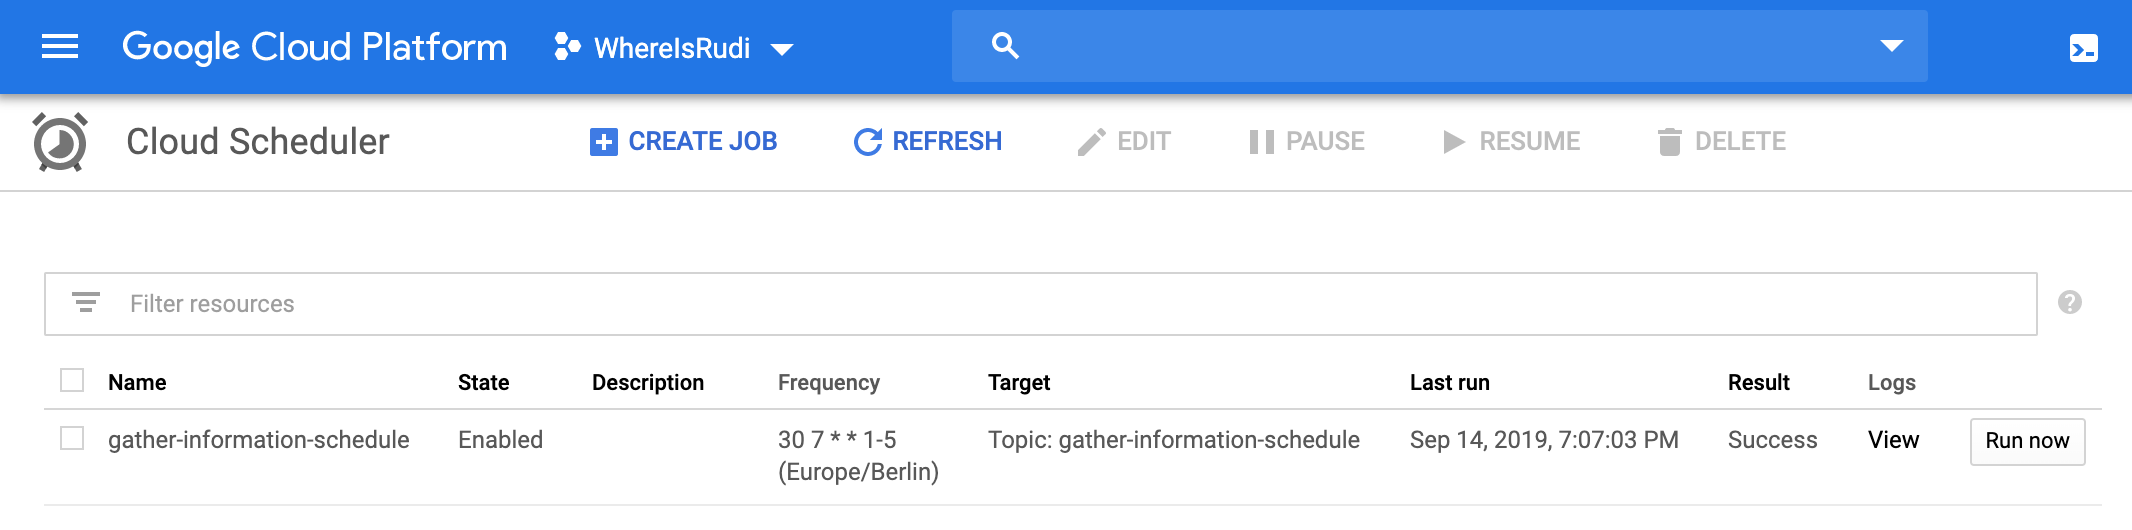 Google Cloud Platform WhereIsRudi
Cloud Scheduler CREATE JOB REFRESH EDIT PAUSE RESUME DELETE
Filter resources
Name State Description Frequency Target Last run Result Logs
gather-information-schedule Enabled 30 7 * * 1-5 Topic: gather-information-schedule Sep 14, 2019, 7:07:03 PM Success View Run now
(Europe/Berlin)